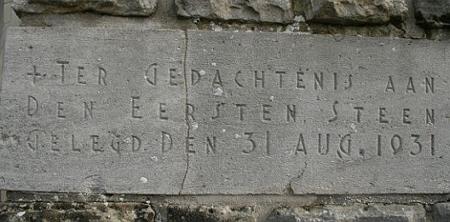 + Ter Gedachtenis aan
Den Eersten Steen
Gelegd Den 31 Aug. 1931